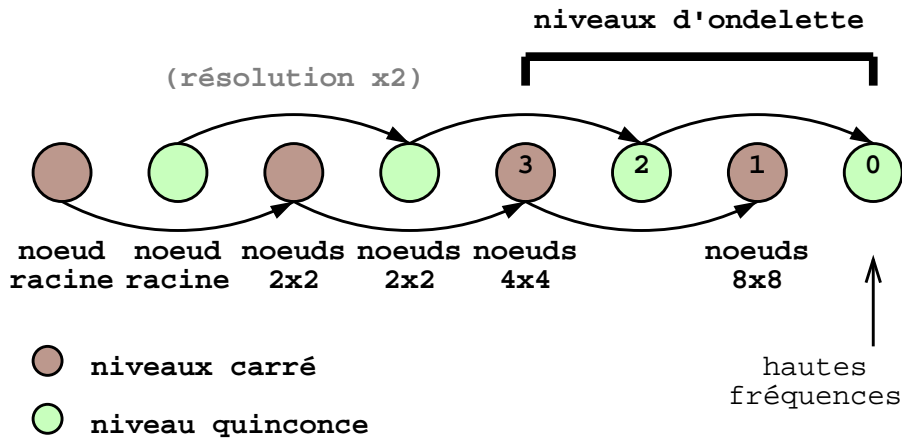 niveaux d'ondelette
(résolution x2)
3 2 1 0
noeud racine
noeud racine
noeuds 2x2
noeuds 2x2
noeuds 4x4
noeuds 8x8
niveaux carré
niveau quinconce
hautes
fréquences